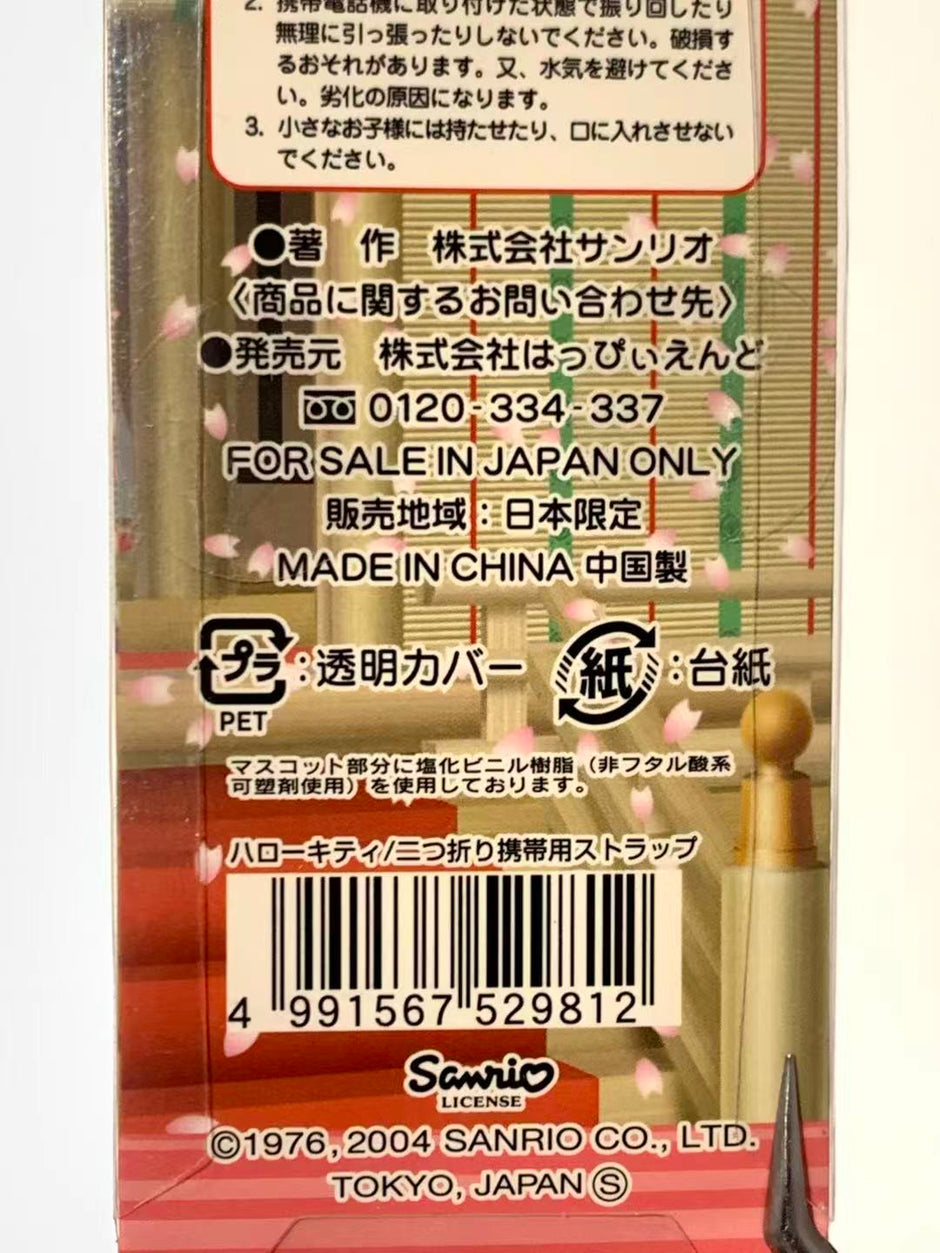 2. 携帯電話機に取り付けた状態で振り回したり
無理に引っ張ったりしないでください。破損す
るおそれがあります。又、水気を避けてくださ
い。劣化の原因になります。
3. 小さなお子様には持たせたり、口に入れさせない
でください。
●著 作 株式会社サンリオ
〈商品に関するお問い合わせ先〉
●発売元 株式会社はっぴぃえんど
0120-334-337
FOR SALE IN JAPAN ONLY
販売地域：日本限定
MADE IN CHINA 中国製
プラ：透明カバー 紙：台紙
PET
マスコット部分に塩化ビニル樹脂（非フタル酸系
可塑剤使用）を使用しております。
ハローキティ/三つ折り携帯用ストラップ
4 991567 529812
Sanrio
LICENSE
©1976, 2004 SANRIO CO., LTD.
TOKYO, JAPAN Ⓢ